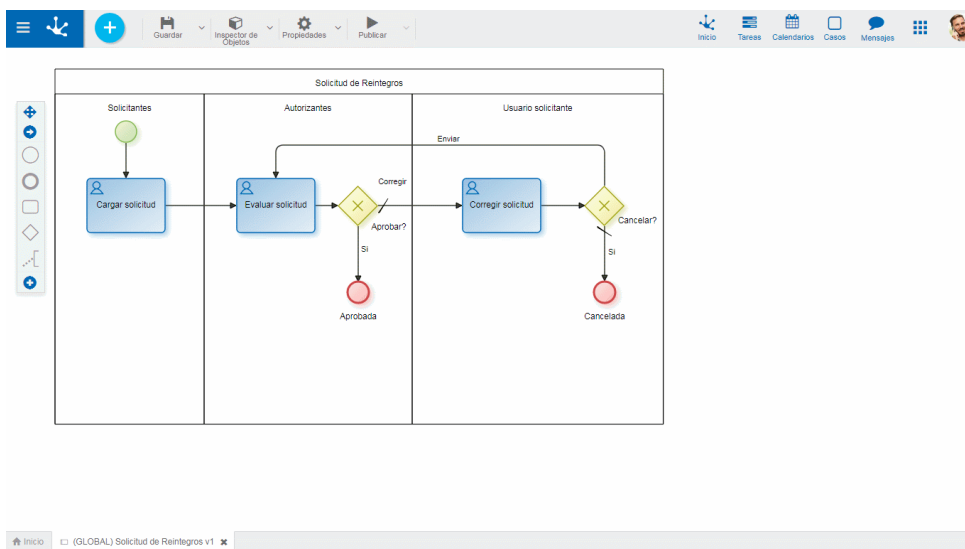 Guardar
Inspector de
Objetos
Propiedades
Publicar
Inicio
Tareas
Calendarios
Casos
Mensajes
Solicitud de Reintegros
Solicitantes
Autorizantes
Usuario solicitante
Enviar
Cargar solicitud
Evaluar solicitud
Corregir
Aprobar?
Si
Aprobada
Corregir solicitud
Cancelar?
Si
Cancelada
Inicio
(GLOBAL) Solicitud de Reintegros v1